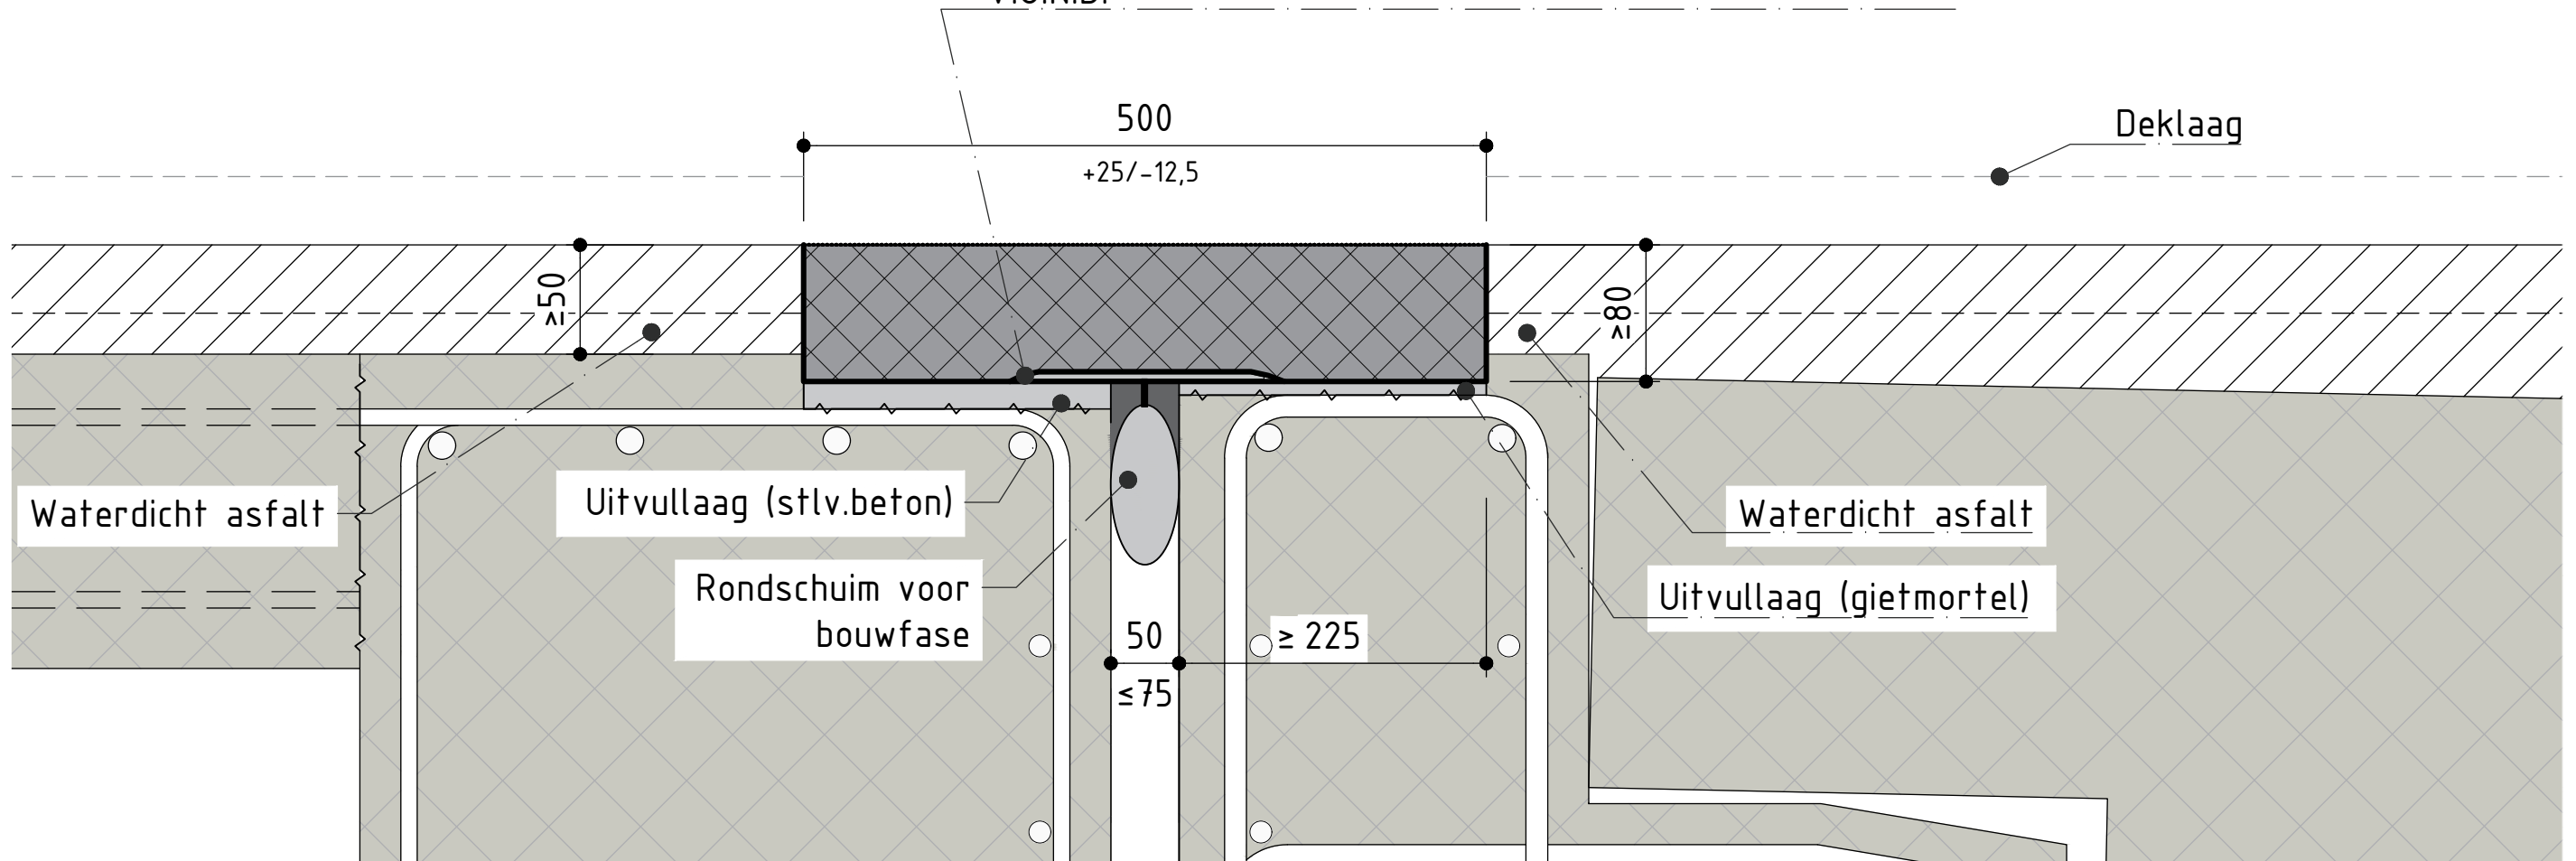 500
Deklaag
+25/-12,5
≥50
≥80
Uitvullaag (stlv.beton)
Waterdicht asfalt
Waterdicht asfalt
Rondschuim voor
bouwfase
Uitvullaag (gietmortel)
50
≥ 225
≤75